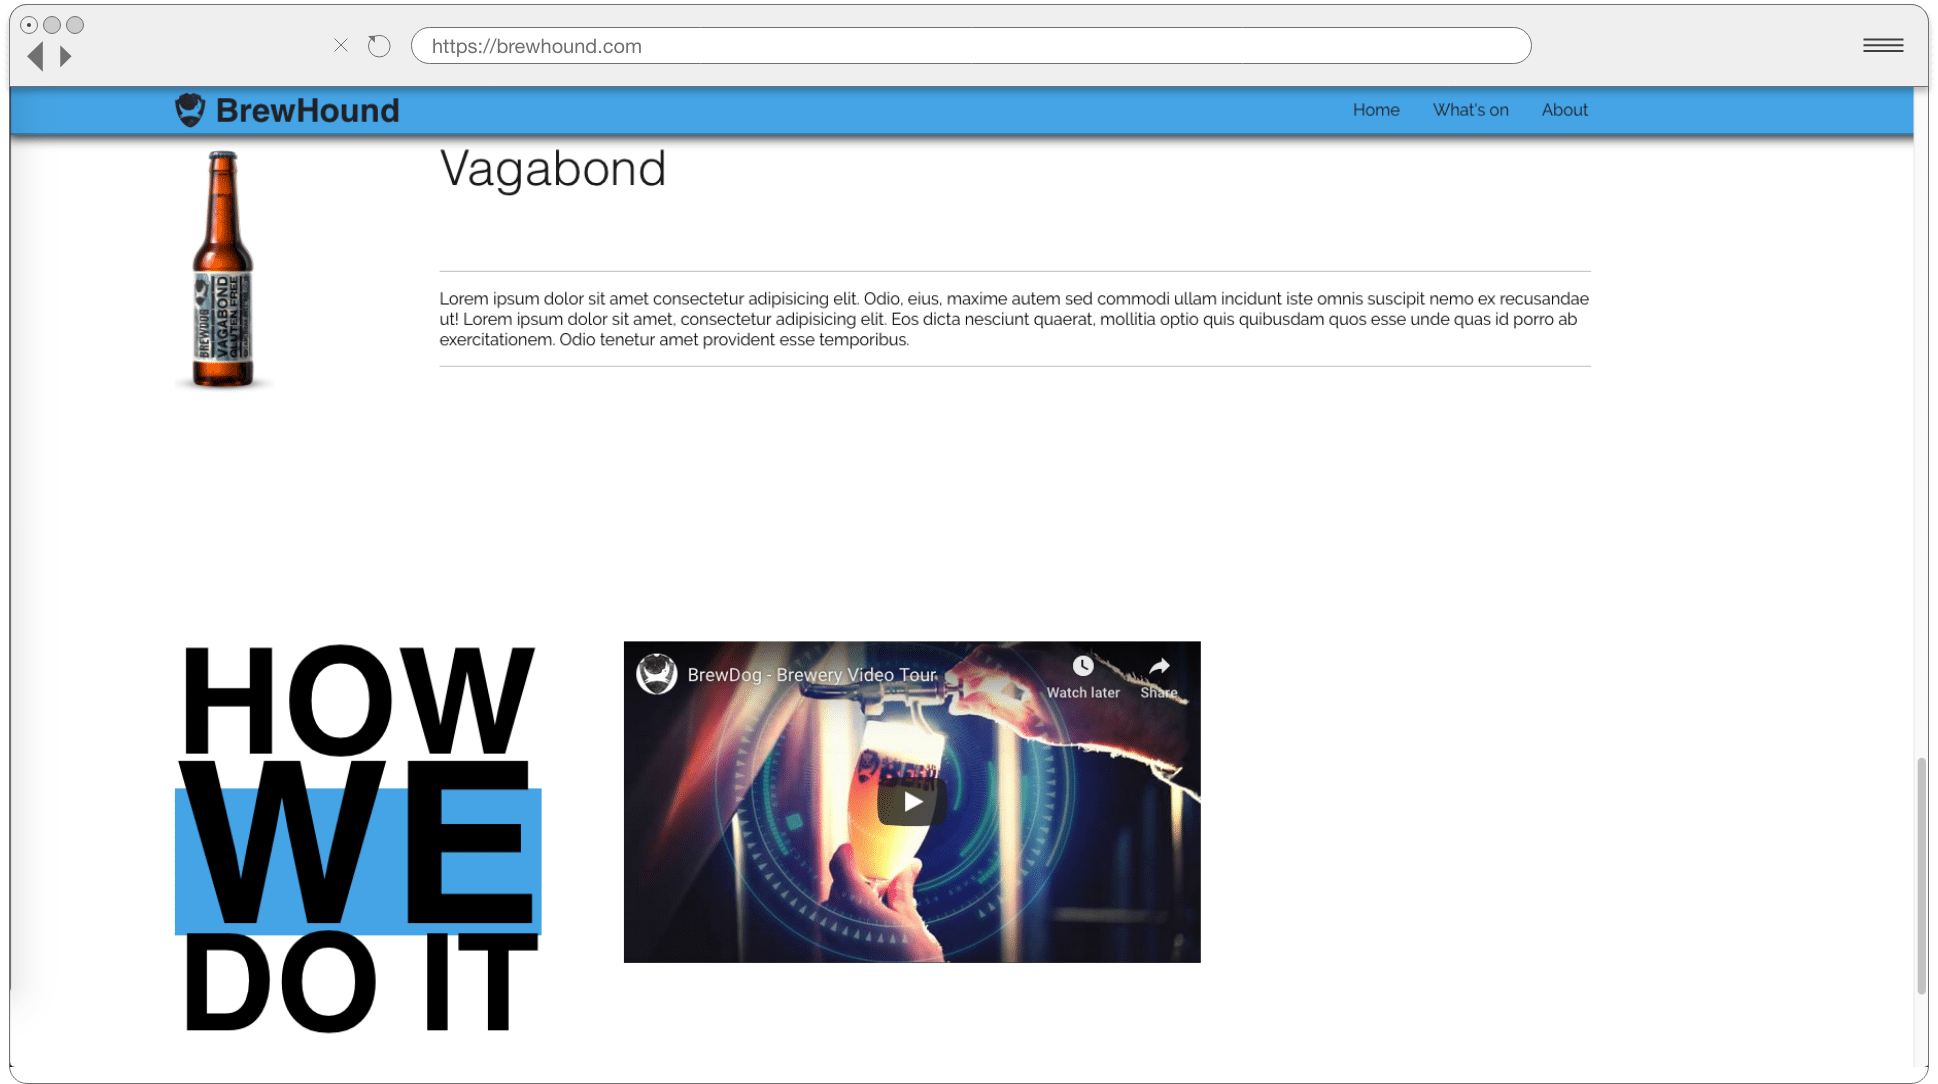 https://brewhound.com
BrewHound
Home What's on About
Vagabond
BREWDOG
VAGABOND
GLUTEN FREE
Lorem ipsum dolor sit amet consectetur adipisicing elit. Odio, eius, maxime autem sed commodi ullam incidunt iste omnis suscipit nemo ex recusandae
ut! Lorem ipsum dolor sit amet, consectetur adipisicing elit. Eos dicta nesciunt quaerat, mollitia optio quis quibusdam quos esse unde quas id porro ab
exercitationem. Odio tenetur amet provident esse temporibus.
HOW
WE
DO IT
BrewDog - Brewery Video Tour
Watch later Share